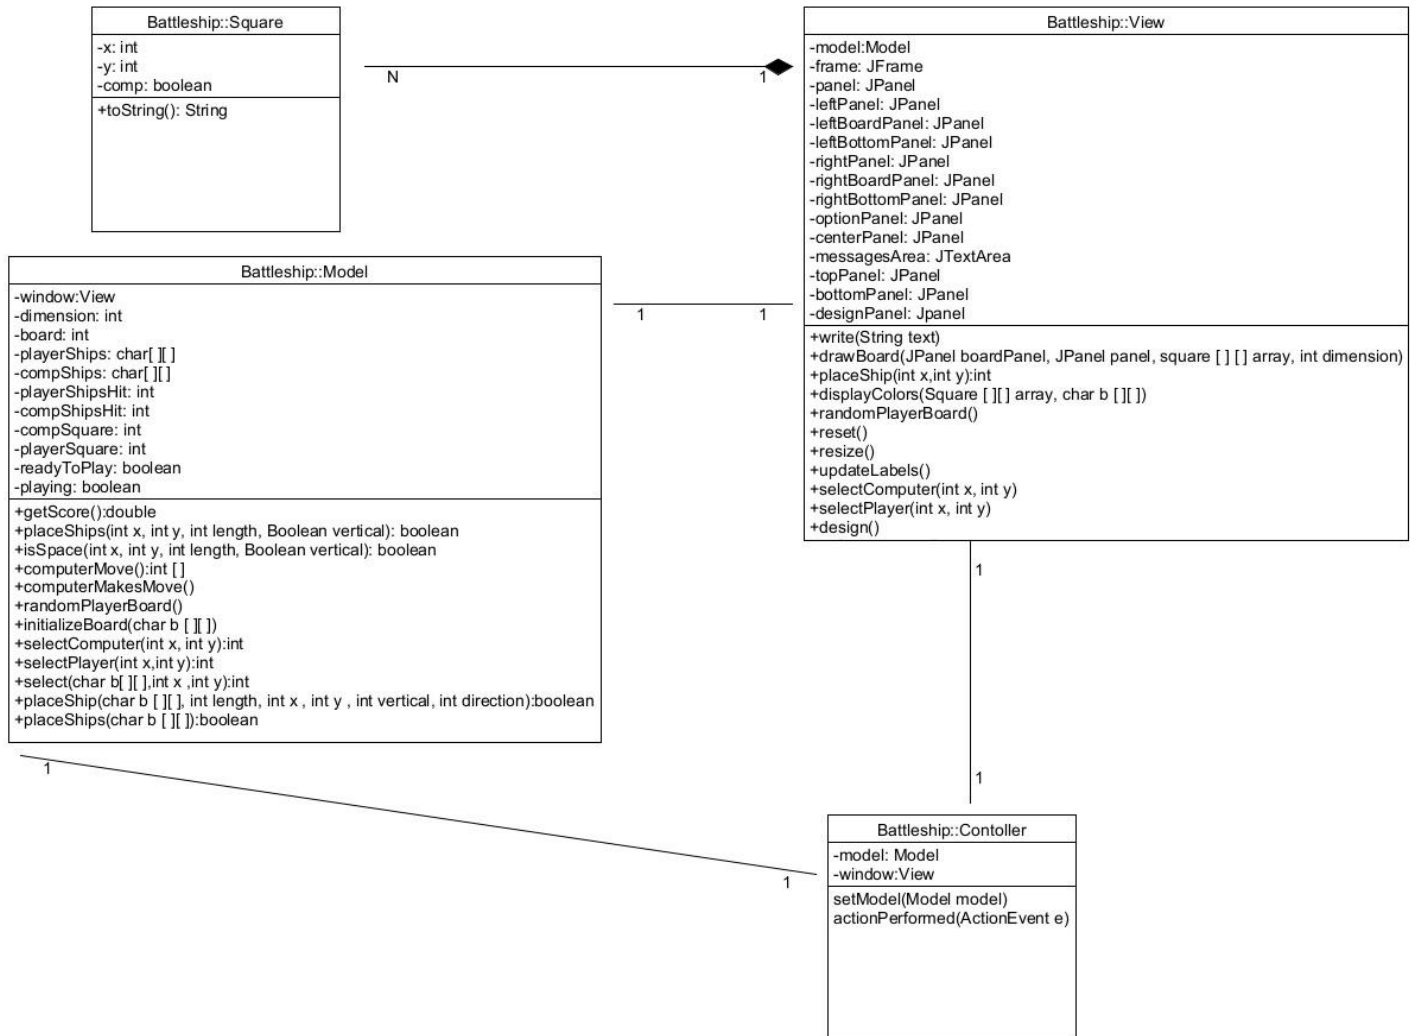 Battleship::Square
-x: int
-y: int
-comp: boolean
+toString(): String
N
1
Battleship::View
-model:Model
-frame: JFrame
-panel: JPanel
-leftPanel: JPanel
-leftBoardPanel: JPanel
-leftBottomPanel: JPanel
-rightPanel: JPanel
-rightBoardPanel: JPanel
-rightBottomPanel: JPanel
-optionPanel: JPanel
-centerPanel: JPanel
-messagesArea: JTextArea
-topPanel: JPanel
-bottomPanel: JPanel
-designPanel: Jpanel
+write(String text)
+drawBoard(JPanel boardPanel, JPanel panel, square [ ] [ ] array, int dimension)
+placeShip(int x,int y):int
+displayColors(Square [ ][ ] array, char b [ ][ ])
+randomPlayerBoard()
+reset()
+resize()
+updateLabels()
+selectComputer(int x, int y)
+selectPlayer(int x, int y)
+design()
Battleship::Model
-window:View
-dimension: int
-board: int
-playerShips: char[ ][ ]
-compShips: char[ ][ ]
-playerShipsHit: int
-compShipsHit: int
-compSquare: int
-playerSquare: int
-readyToPlay: boolean
-playing: boolean
+getScore():double
+placeShips(int x, int y, int length, Boolean vertical): boolean
+isSpace(int x, int y, int length, Boolean vertical): boolean
+computerMove():int [ ]
+computerMakesMove()
+randomPlayerBoard()
+initializeBoard(char b [ ][ ])
+selectComputer(int x, int y):int
+selectPlayer(int x,int y):int
+select(char b[ ][ ],int x ,int y):int
+placeShip(char b [ ][ ], int length, int x , int y , int vertical, int direction):boolean
+placeShips(char b [ ][ ]):boolean
1
1
1
1
1
1
Battleship::Contoller
-model: Model
-window:View
setModel(Model model)
actionPerformed(ActionEvent e)